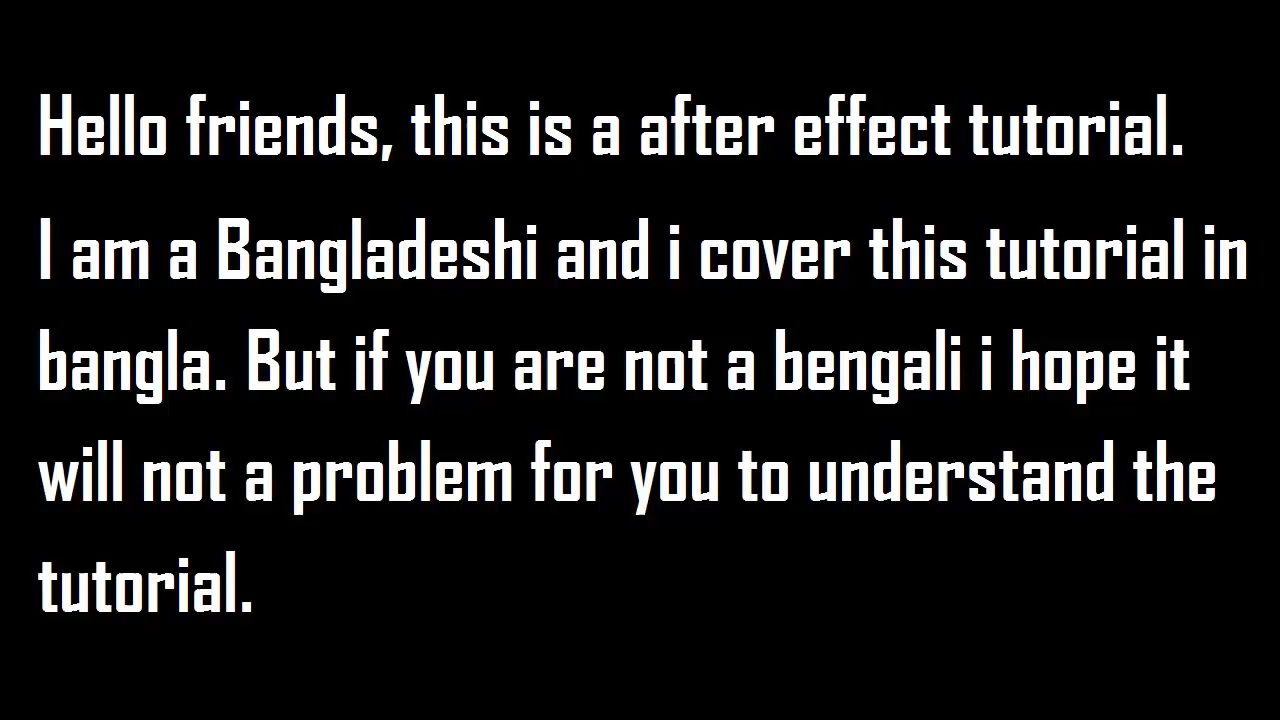 Hello friends, this is a after effect tutorial.
I am a Bangladeshi and i cover this tutorial in
bangla. But if you are not a bengali i hope it
will not a problem for you to understand the
tutorial.